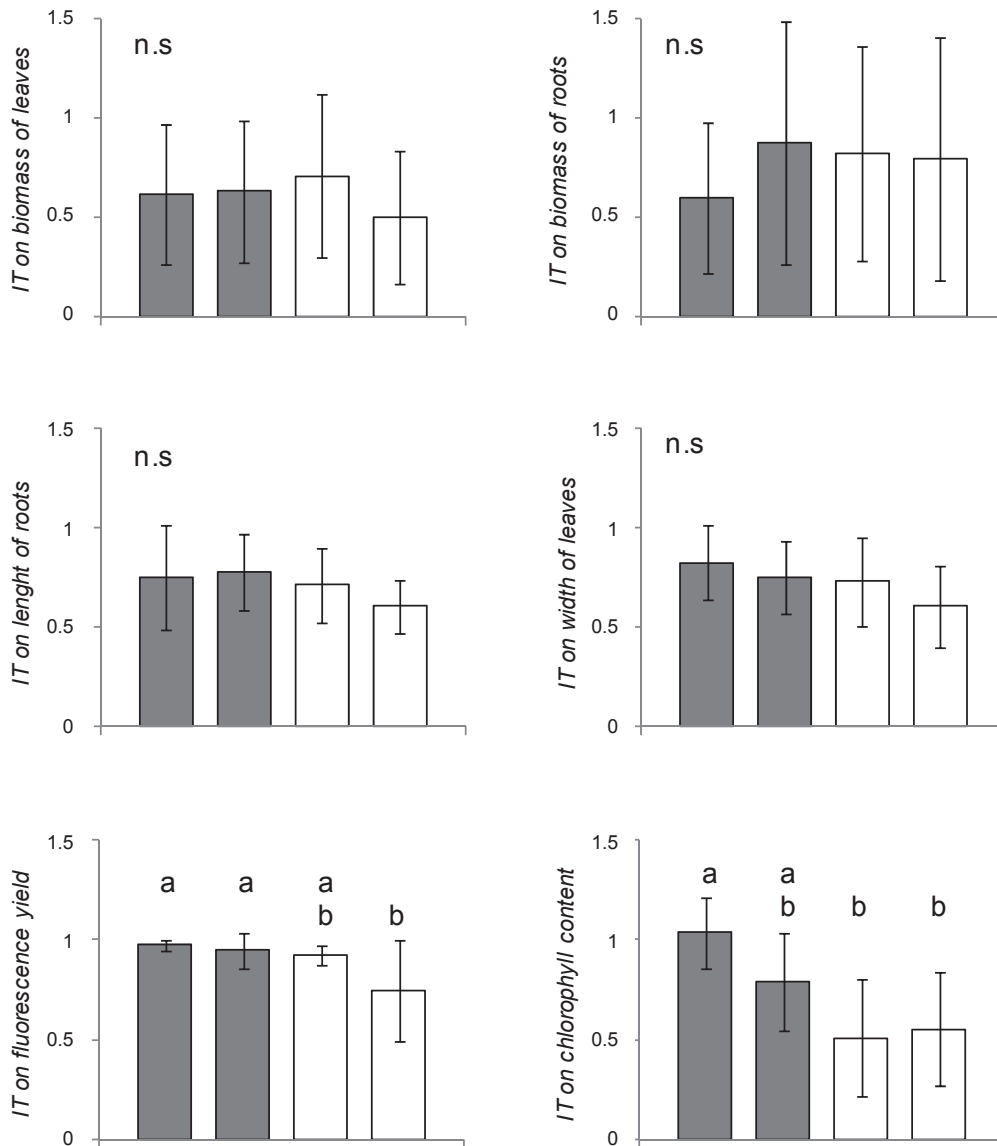 IT on biomass of leaves
1.5
1
0.5
0
n.s
IT on biomass of roots
1.5
1
0.5
0
n.s
IT on lenght of roots
1.5
1
0.5
0
n.s
IT on width of leaves
1.5
1
0.5
0
n.s
IT on fluorescence yield
1.5
1
0.5
0
a a a
b b
IT on chlorophyll content
1.5
1
0.5
0
a a
b b b